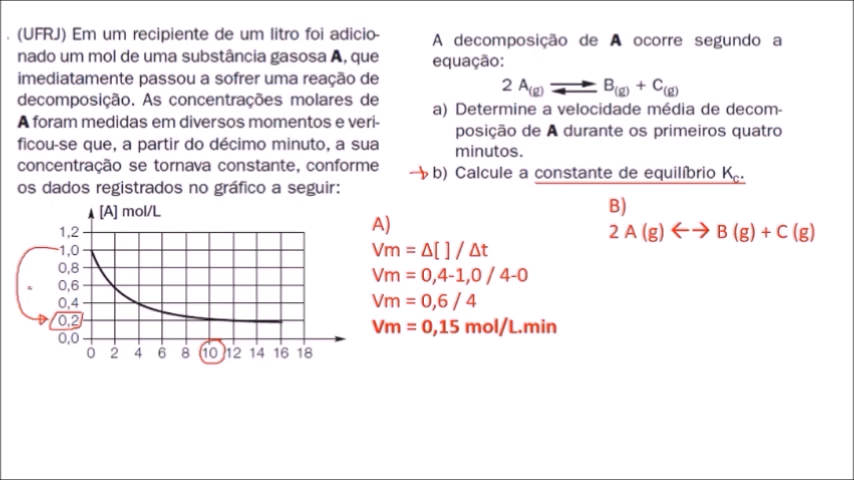 (UFRJ) Em um recipiente de um litro foi adicio-
nado um mol de uma substância gasosa A, que
imediatamente passou a sofrer uma reação de
decomposição. As concentrações molares de
A foram medidas em diversos momentos e veri-
ficou-se que, a partir do décimo minuto, a sua
concentração se tornava constante, conforme
os dados registrados no gráfico a seguir:
[A] mol/L
1,2
1,0
0,8
0,6
0,4
0,2
0,0
0 2 4 6 8 10 12 14 16 18
A decomposição de A ocorre segundo a
equação:
2 A(g) ⇌ B(g) + C(g)
a) Determine a velocidade média de decom-
posição de A durante os primeiros quatro
minutos.
b) Calcule a constante de equilíbrio Kc.
A)
Vm = Δ[ ] / Δt
Vm = 0,4-1,0 / 4-0
Vm = 0,6 / 4
Vm = 0,15 mol/L.min
B)
2 A (g) ←→ B (g) + C (g)